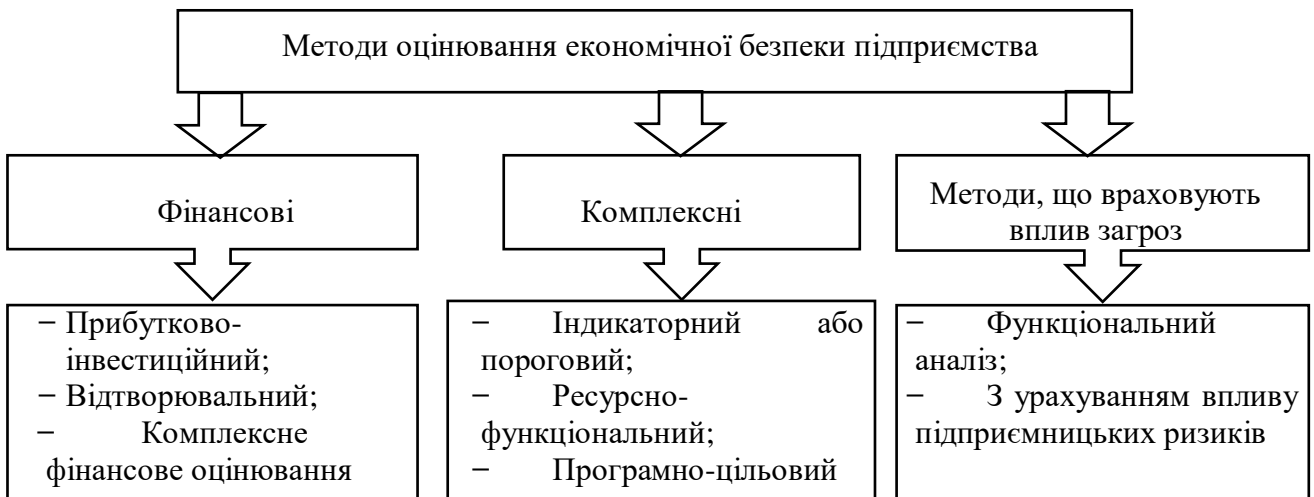 Методи оцінювання економічної безпеки підприємства
Фінансові
Комплексні
Методи, що враховують
вплив загроз
− Прибутково-
інвестиційний;
− Відтворювальний;
− Комплексне
фінансове оцінювання
− Індикаторний або
пороговий;
− Ресурсно-
функціональний;
− Програмно-цільовий
− Функціональний
аналіз;
− З урахуванням впливу
підприємницьких ризиків